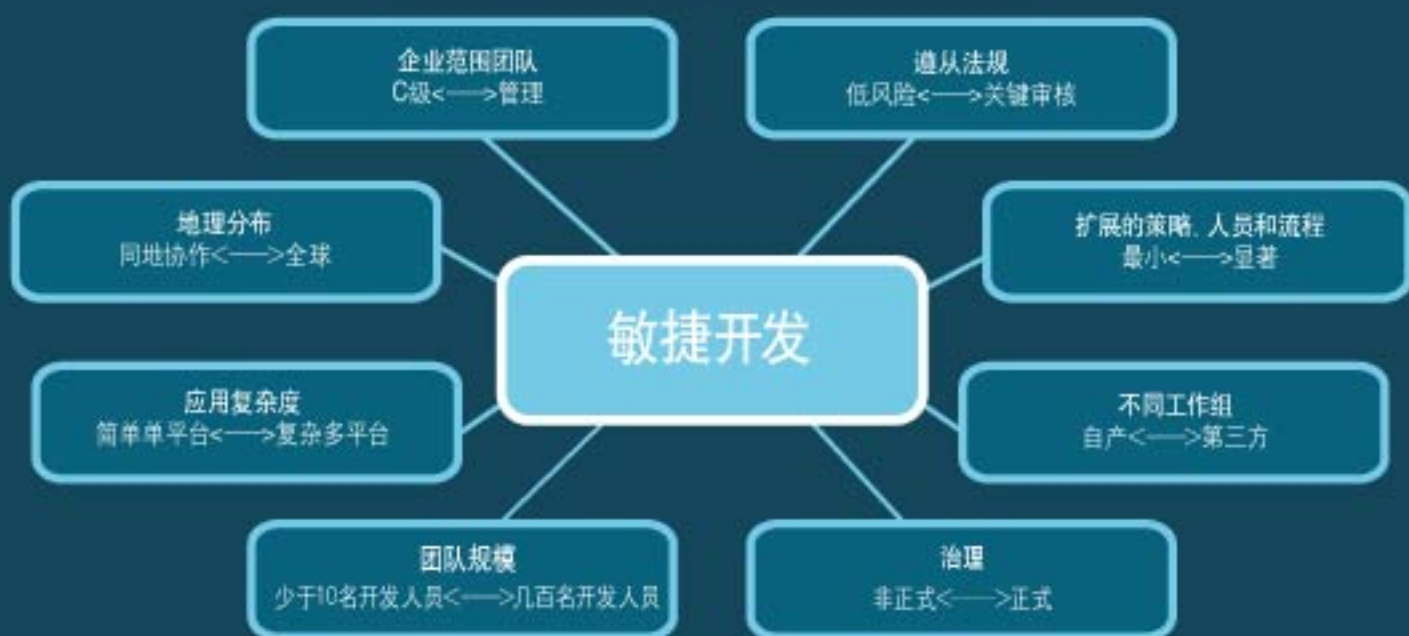 企业范围团队
C级<——>管理
遵从法规
低风险<——>关键审核
地理分布
同地协作<——>全球
扩展的策略、人员和流程
最小<——>显著
敏捷开发
应用复杂度
简单单平台<——>复杂多平台
不同工作组
自产<——>第三方
团队规模
少于10名开发人员<——>几百名开发人员
治理
非正式<——>正式